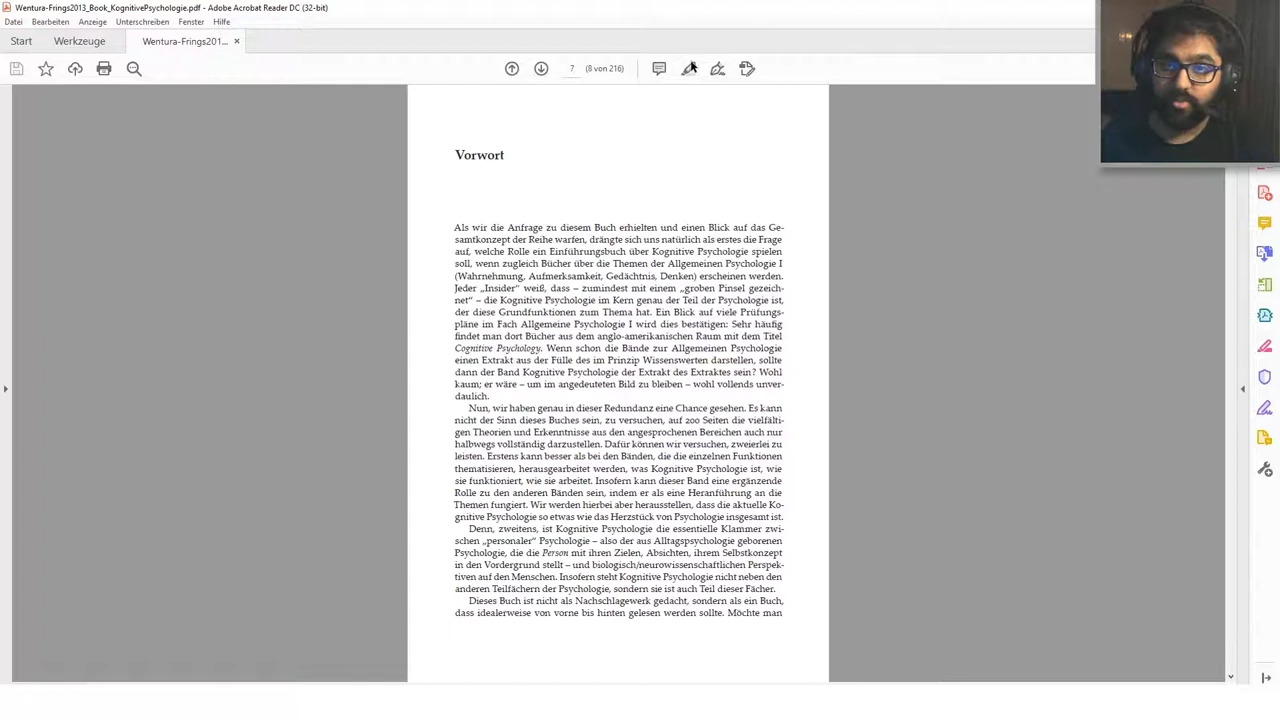 Wentura-Frings2013_Book_KognitivePsychologie.pdf - Adobe Acrobat Reader DC (32-bit)
Datei Bearbeiten Anzeige Unterschreiben Fenster Hilfe
Start Werkzeuge Wentura-Frings201... ×
7 (8 von 216)
Vorwort
Als wir die Anfrage zu diesem Buch erhielten und einen Blick auf das Ge-
samtkonzept der Reihe warfen, drängte sich uns natürlich als erstes die Frage
auf, welche Rolle ein Einführungsbuch über Kognitive Psychologie spielen
soll, wenn zugleich Bücher über die Themen der Allgemeinen Psychologie I
(Wahrnehmung, Aufmerksamkeit, Gedächtnis, Denken) erscheinen werden.
Jeder „Insider“ weiß, dass – zumindest mit einem „groben Pinsel gezeich-
net“ – die Kognitive Psychologie im Kern genau der Teil der Psychologie ist,
der diese Grundfunktionen zum Thema hat. Ein Blick auf viele Prüfungs-
pläne im Fach Allgemeine Psychologie I wird dies bestätigen: Sehr häufig
findet man dort Bücher aus dem anglo-amerikanischen Raum mit dem Titel
Cognitive Psychology. Wenn schon die Bände zur Allgemeinen Psychologie
einen Extrakt aus der Fülle des im Prinzip Wissenswerten darstellen, sollte
dann der Band Kognitive Psychologie der Extrakt des Extraktes sein? Wohl
kaum; er wäre – um im angedeuteten Bild zu bleiben – wohl vollends unver-
daulich.
Nun, wir haben genau in dieser Redundanz eine Chance gesehen. Es kann
nicht der Sinn dieses Buches sein, zu versuchen, auf 200 Seiten die vielfälti-
gen Theorien und Erkenntnisse aus den angesprochenen Bereichen auch nur
halbwegs vollständig darzustellen. Dafür können wir versuchen, zweierlei zu
leisten. Erstens kann besser als bei den Bänden, die die einzelnen Funktionen
thematisieren, herausgearbeitet werden, was Kognitive Psychologie ist, wie
sie funktioniert, wie sie arbeitet. Insofern kann dieser Band eine ergänzende
Rolle zu den anderen Bänden sein, indem er als eine Heranführung an die
Themen fungiert. Wir werden hierbei aber herausstellen, dass die aktuelle Ko-
gnitive Psychologie so etwas wie das Herzstück von Psychologie insgesamt ist.
Denn, zweitens, ist Kognitive Psychologie die essentielle Klammer zwi-
schen „personaler“ Psychologie – also der aus Alltagspsychologie geborenen
Psychologie, die die Person mit ihren Zielen, Absichten, ihrem Selbstkonzept
in den Vordergrund stellt – und biologisch/neurowissenschaftlichen Perspek-
tiven auf den Menschen. Insofern steht Kognitive Psychologie nicht neben den
anderen Teilfächern der Psychologie, sondern sie ist auch Teil dieser Fächer.
Dieses Buch ist nicht als Nachschlagewerk gedacht, sondern als ein Buch,
dass idealerweise von vorne bis hinten gelesen werden sollte. Möchte man